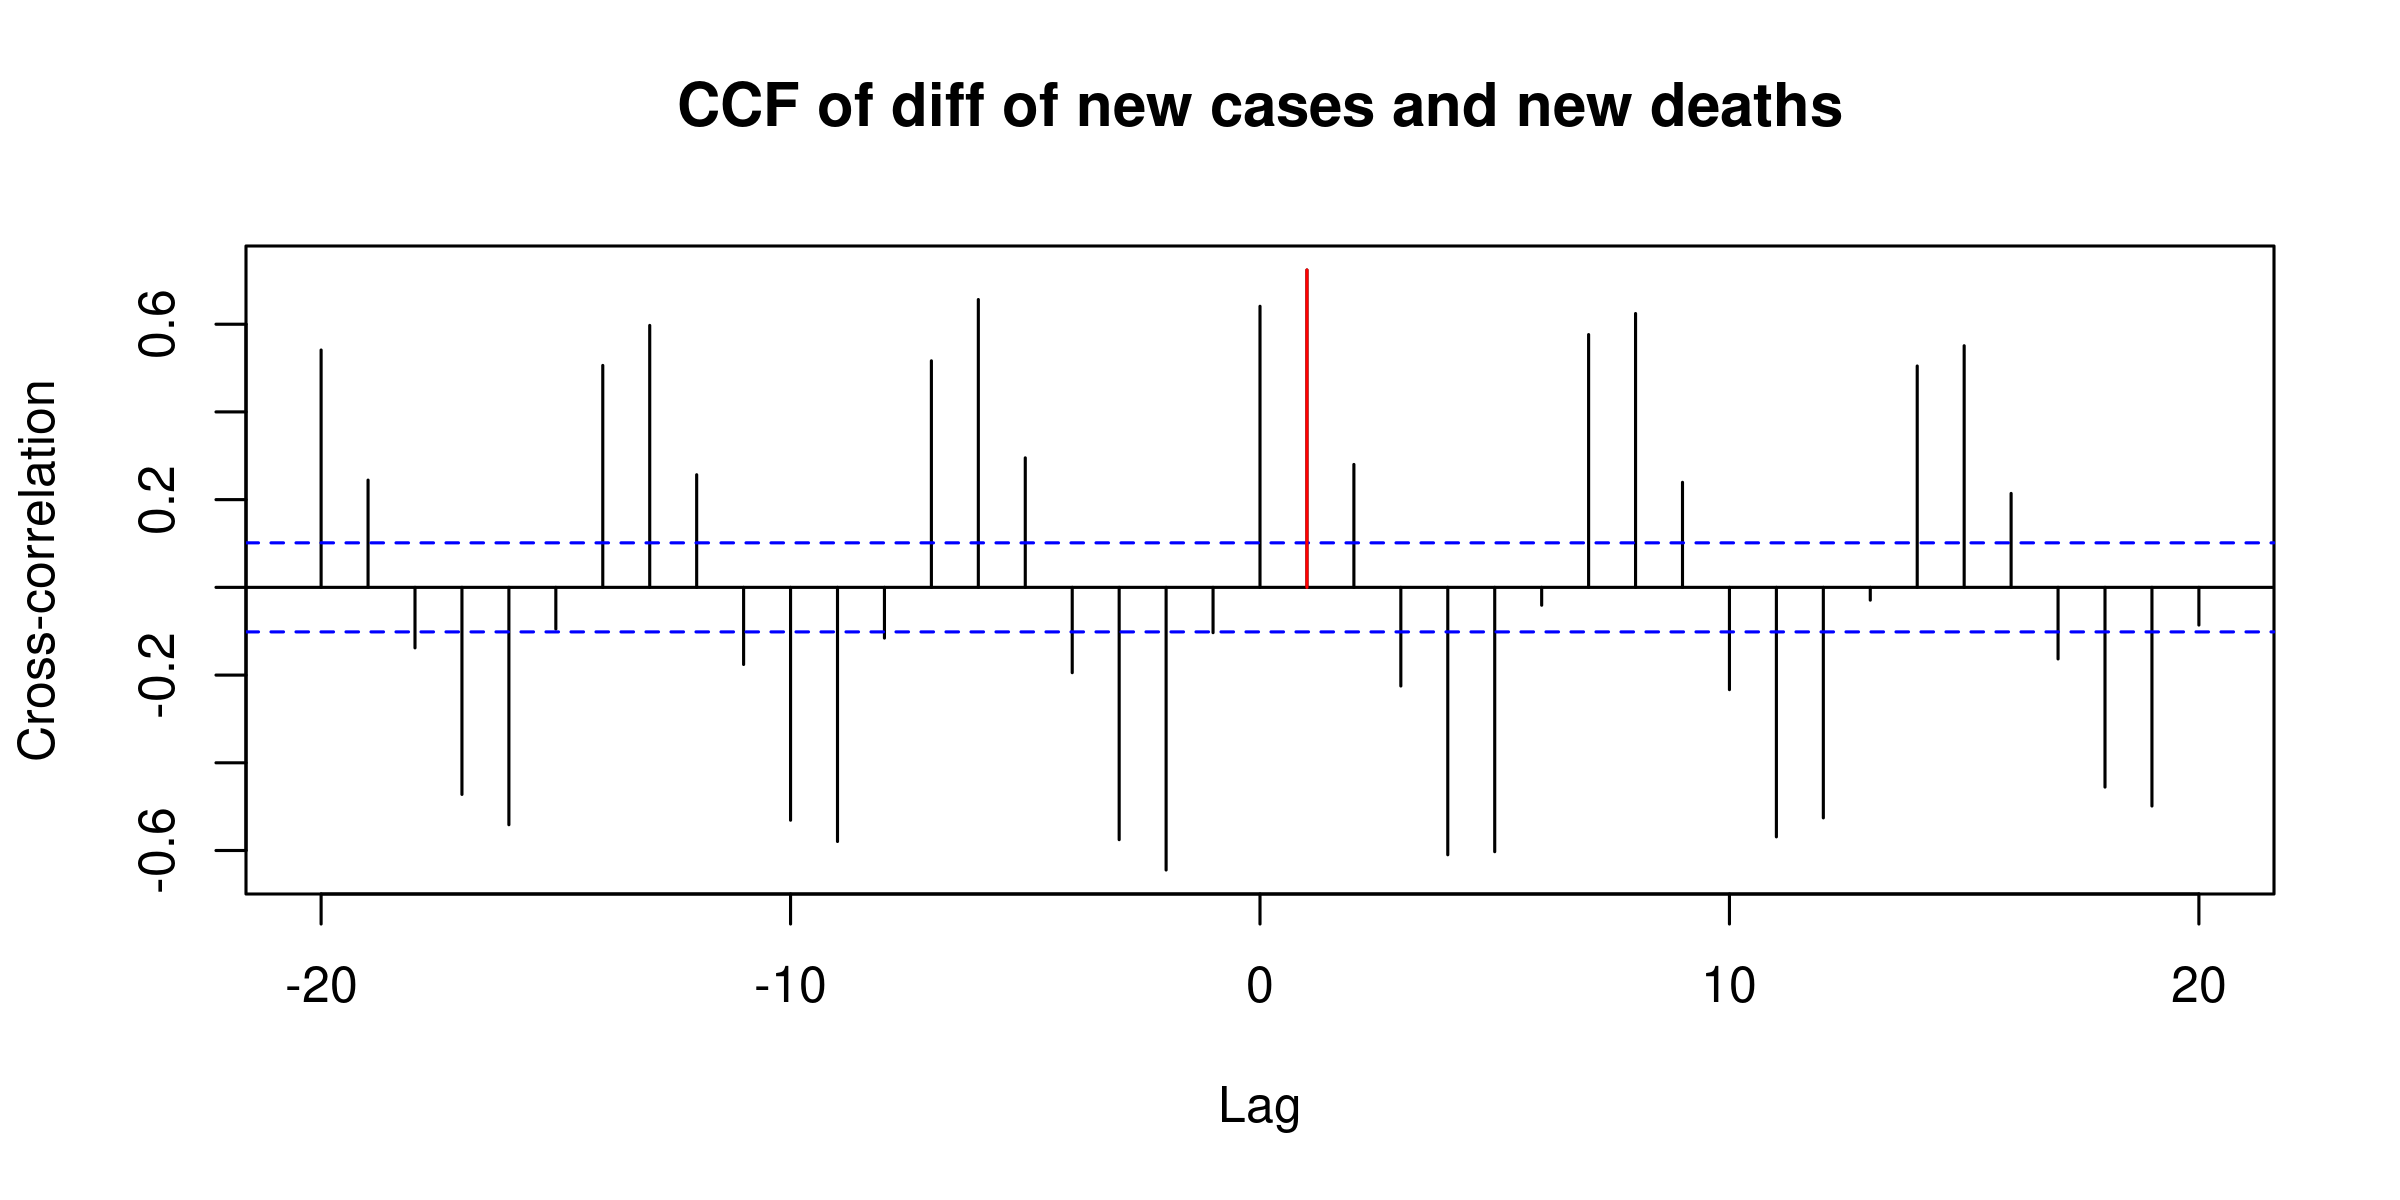 CCF of diff of new cases and new deaths
Cross-correlation
0.6
0.2
-0.2
-0.6
-20 -10 0 10 20
Lag